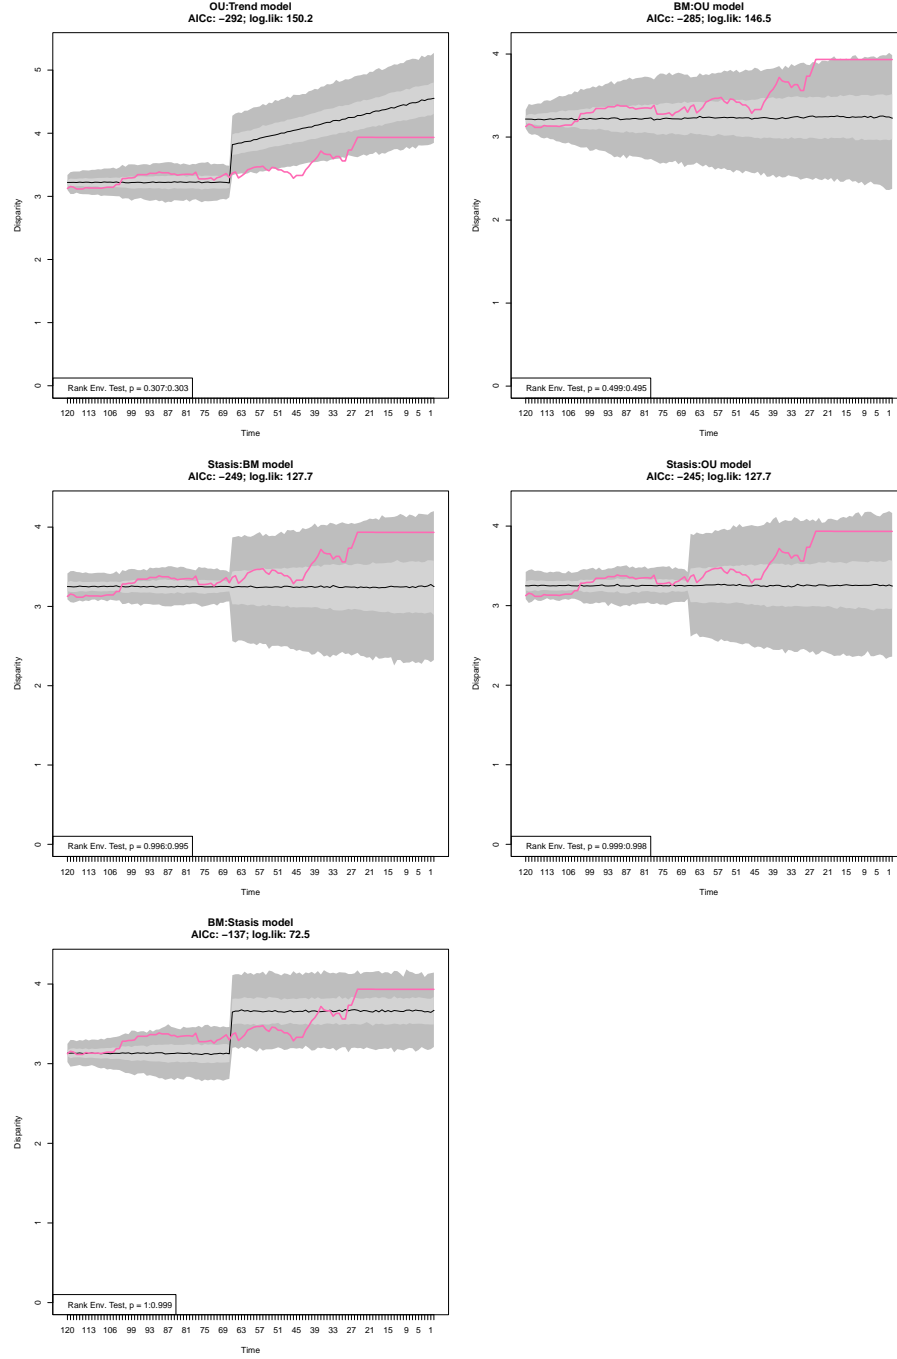 OU:Trend model
AICc: −292; log.lik: 150.2
5
4
3
2
1
0
Disparity
Rank Env. Test, p = 0.307:0.303
120 113 106 99 93 87 81 75 69 63 57 51 45 39 33 27 21 15 9 5 1
Time
BM:OU model
AICc: −285; log.lik: 146.5
4
3
2
1
0
Disparity
Rank Env. Test, p = 0.499:0.495
120 113 106 99 93 87 81 75 69 63 57 51 45 39 33 27 21 15 9 5 1
Time
Stasis:BM model
AICc: −249; log.lik: 127.7
4
3
2
1
0
Disparity
Rank Env. Test, p = 0.996:0.995
120 113 106 99 93 87 81 75 69 63 57 51 45 39 33 27 21 15 9 5 1
Time
Stasis:OU model
AICc: −245; log.lik: 127.7
4
3
2
1
0
Disparity
Rank Env. Test, p = 0.999:0.998
120 113 106 99 93 87 81 75 69 63 57 51 45 39 33 27 21 15 9 5 1
Time
BM:Stasis model
AICc: −137; log.lik: 72.5
4
3
2
1
0
Disparity
Rank Env. Test, p = 1:0.999
120 113 106 99 93 87 81 75 69 63 57 51 45 39 33 27 21 15 9 5 1
Time